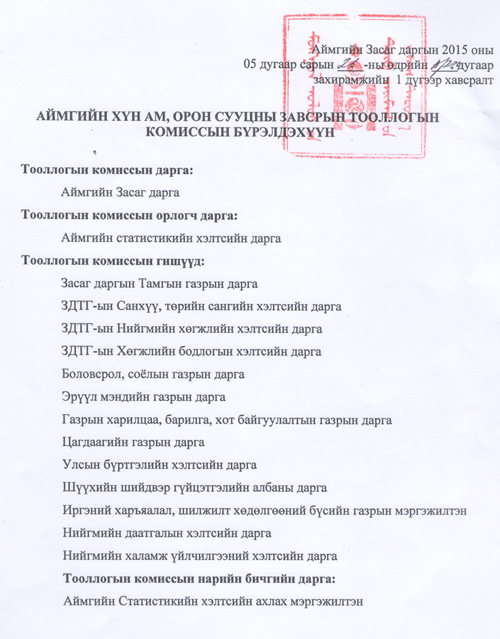 Аймгийн Засаг даргын 2015 оны
05 дугаар сарын -ны өдрийн дугаар
захирамжийн 1 дүгээр хавсралт
АЙМГИЙН ХҮН АМ, ОРОН СУУЦНЫ ЗАВСРЫН ТООЛЛОГЫН
КОМИССЫН БҮРЭЛДЭХҮҮН
Тооллогын комиссын дарга:
Аймгийн Засаг дарга
Тооллогын комиссын орлогч дарга:
Аймгийн статистикийн хэлтсийн дарга
Тооллогын комиссын гишүүд:
Засаг даргын Тамгын газрын дарга
ЗДТГ-ын Санхүү, төрийн сангийн хэлтсийн дарга
ЗДТГ-ын Нийгмийн хөгжлийн хэлтсийн дарга
ЗДТГ-ын Хөгжлийн бодлогын хэлтсийн дарга
Боловсрол, соёлын газрын дарга
Эрүүл мэндийн газрын дарга
Газрын харилцаа, барилга, хот байгуулалтын газрын дарга
Цагдаагийн газрын дарга
Улсын бүртгэлийн хэлтсийн дарга
Шүүхийн шийдвэр гүйцэтгэлийн албаны дарга
Иргэний харъяалал, шилжилт хөдөлгөөний бүсийн газрын мэргэжилтэн
Нийгмийн даатгалын хэлтсийн дарга
Нийгмийн халамж үйлчилгээний хэлтсийн дарга
Тооллогын комиссын нарийн бичгийн дарга:
Аймгийн Статистикийн хэлтсийн ахлах мэргэжилтэн